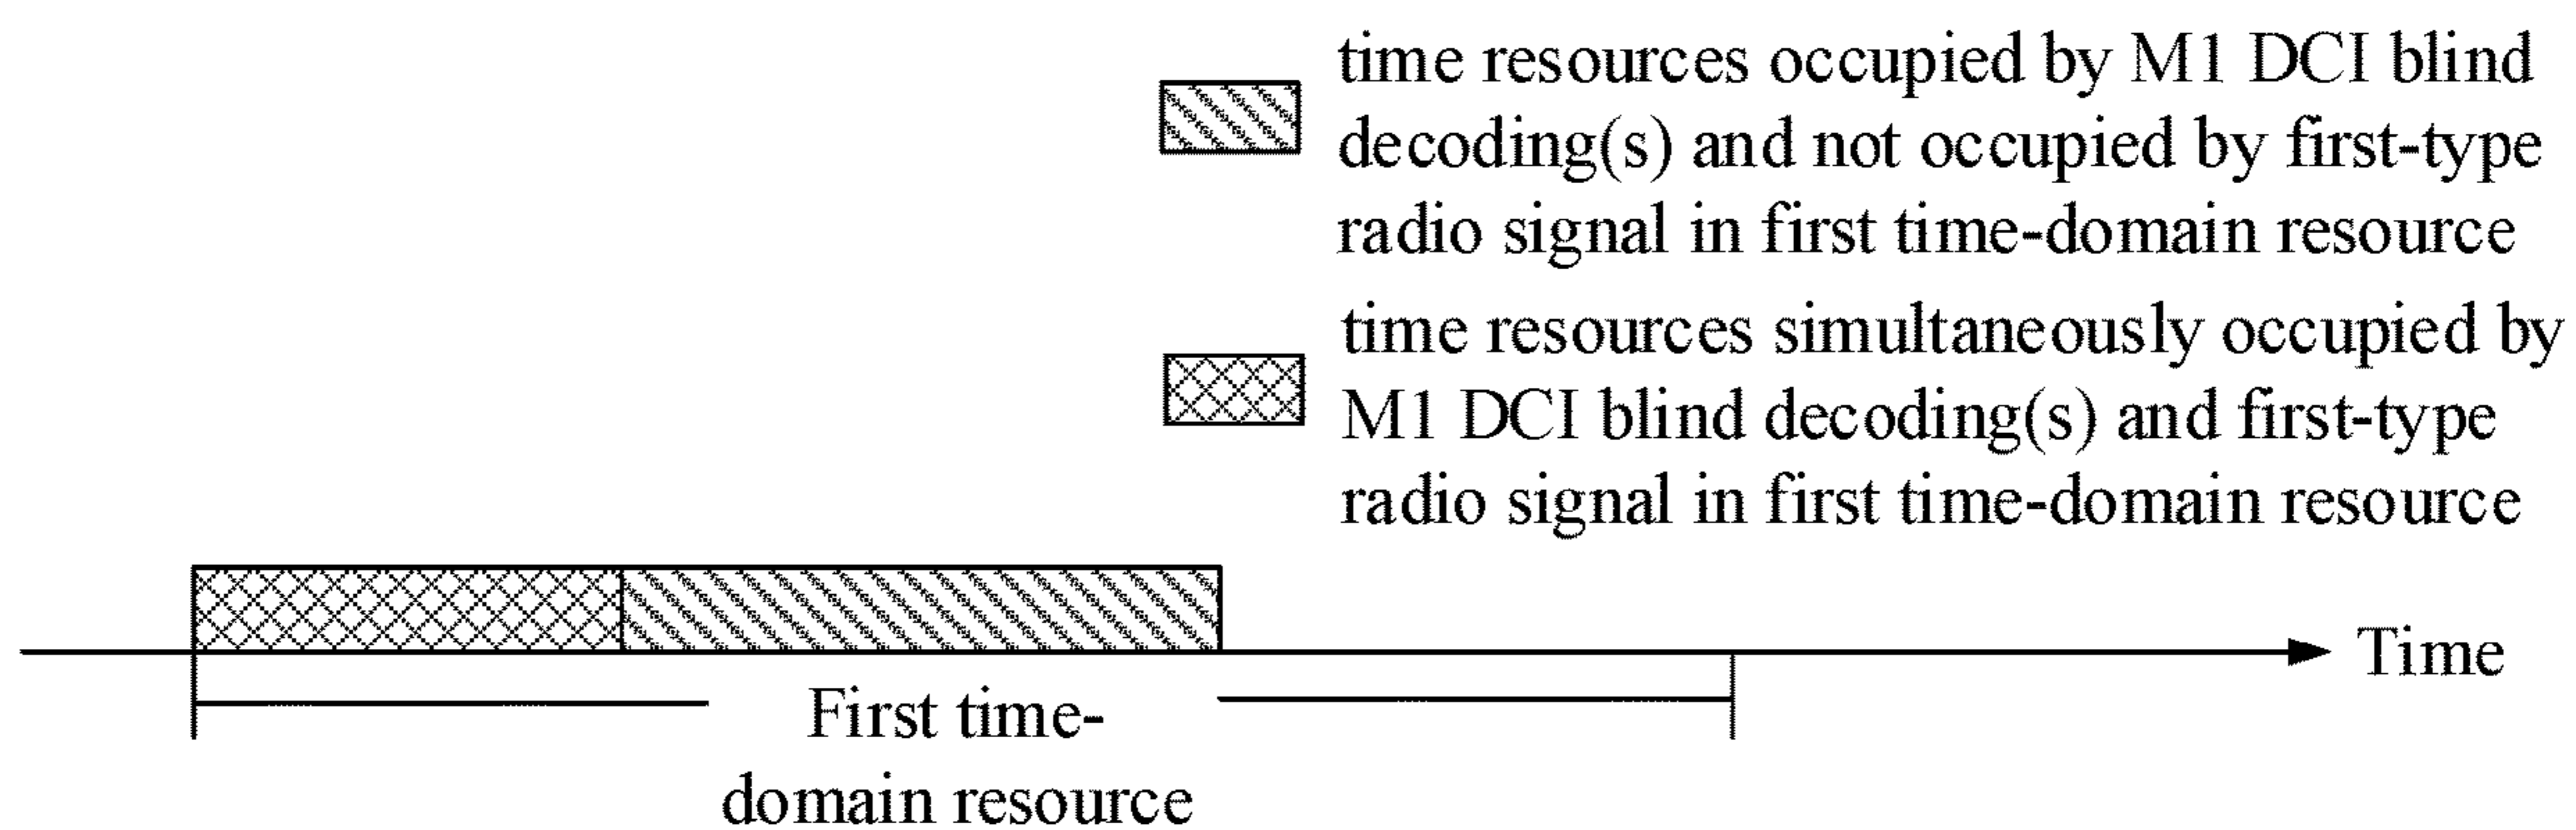 time resources occupied by M1 DCI blind
decoding(s) and not occupied by first-type
radio signal in first time-domain resource
time resources simultaneously occupied by
M1 DCI blind decoding(s) and first-type
radio signal in first time-domain resource
Time
First time-
domain resource